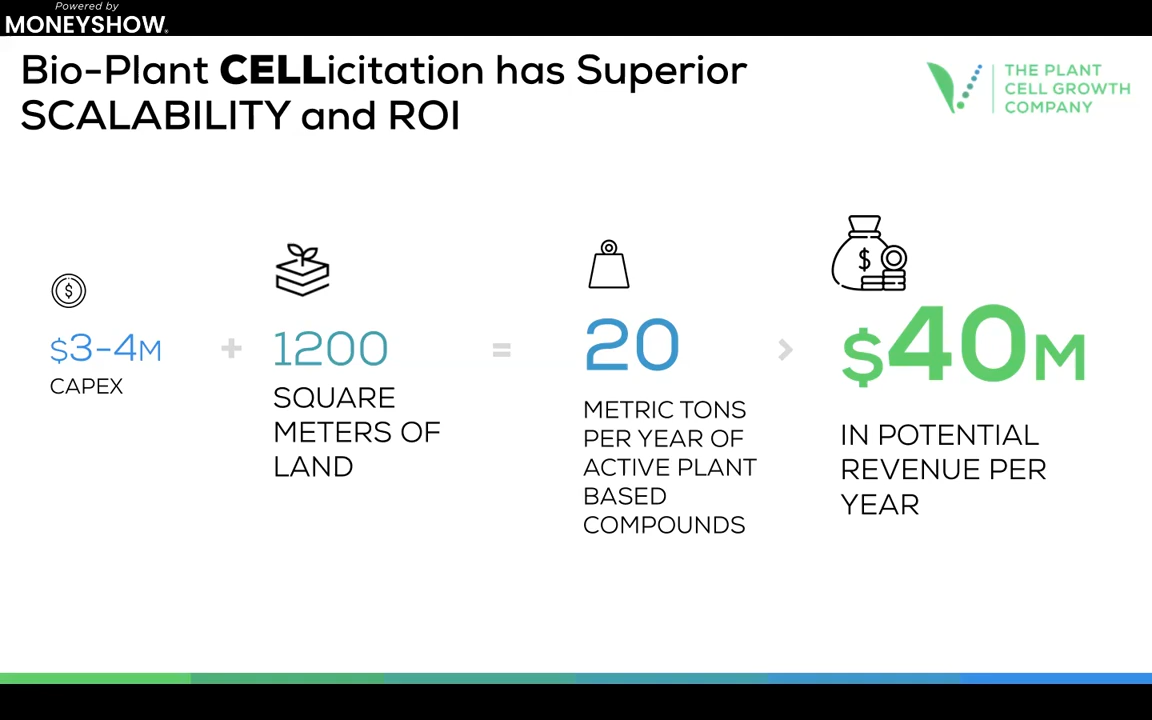 Powered by
MONEYSHOW.
Bio-Plant CELLicitation has Superior
SCALABILITY and ROI
THE PLANT
CELL GROWTH
COMPANY
$3-4M
CAPEX
+
1200
SQUARE
METERS OF
LAND
=
20
METRIC TONS
PER YEAR OF
ACTIVE PLANT
BASED
COMPOUNDS
>
$40M
IN POTENTIAL
REVENUE PER
YEAR